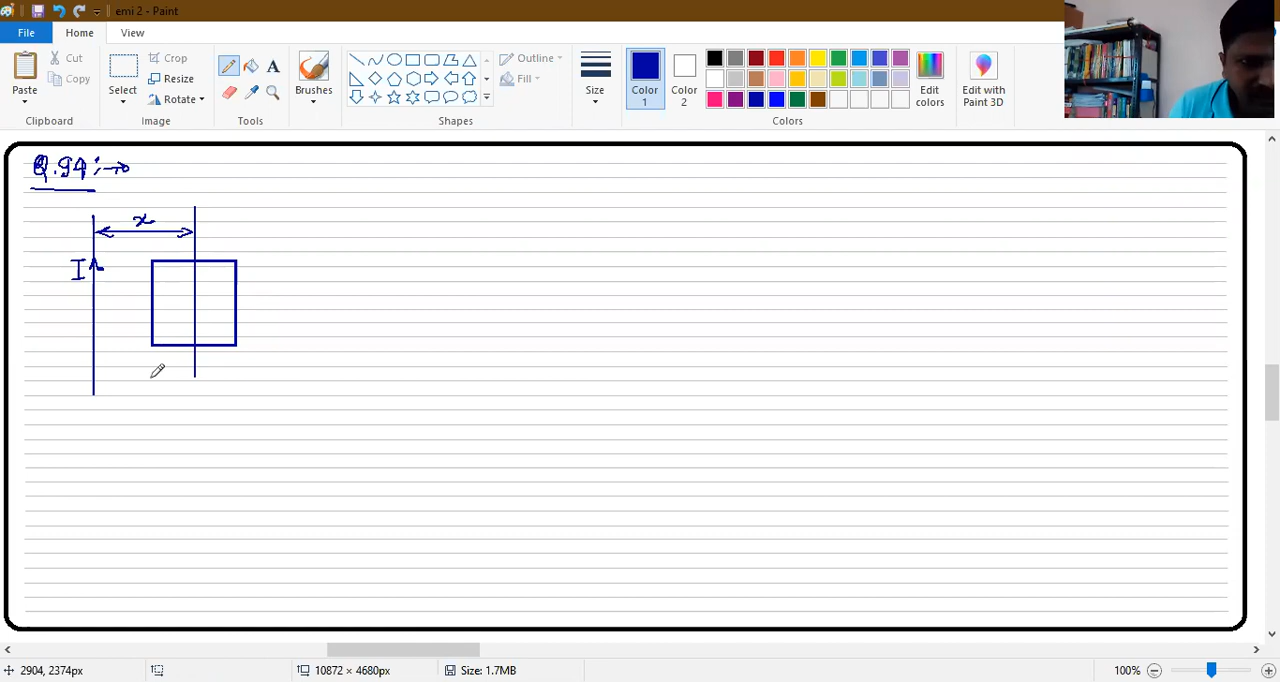 emi 2 - Paint
File Home View
Paste Cut Copy Clipboard
Select Crop Resize Rotate Image
Tools
Brushes
Outline Fill Shapes
Size
Color 1 Color 2
Edit colors Colors
Edit with Paint 3D
Q.94:→
x
I
2904, 2374px 10872 × 4680px Size: 1.7MB 100%